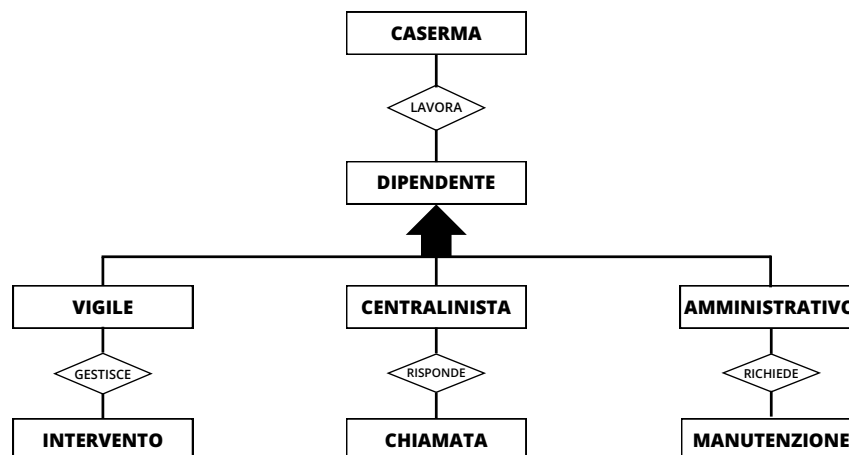 CASERMA
LAVORA
DIPENDENTE
VIGILE
CENTRALINISTA
AMMINISTRATIVO
GESTISCE
RISPONDE
RICHIEDE
INTERVENTO
CHIAMATA
MANUTENZIONE